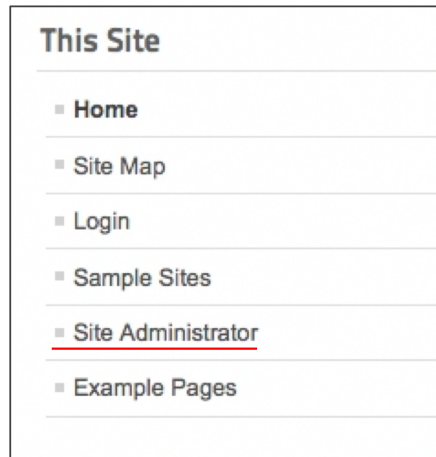 This Site
Home
Site Map
Login
Sample Sites
Site Administrator
Example Pages